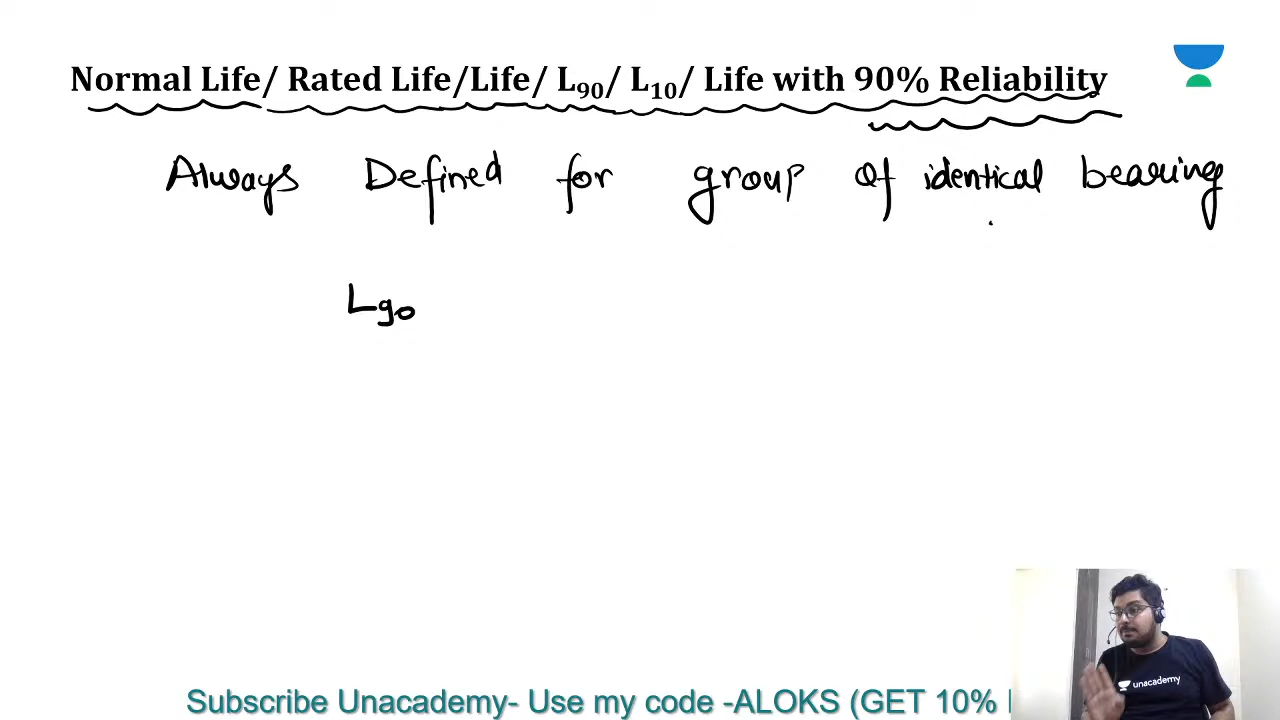 Normal Life/ Rated Life/Life/ L90/ L10/ Life with 90% Reliability
Always Defined for group of identical bearing
L90
unacademy
Subscribe Unacademy- Use my code -ALOKS (GET 10%